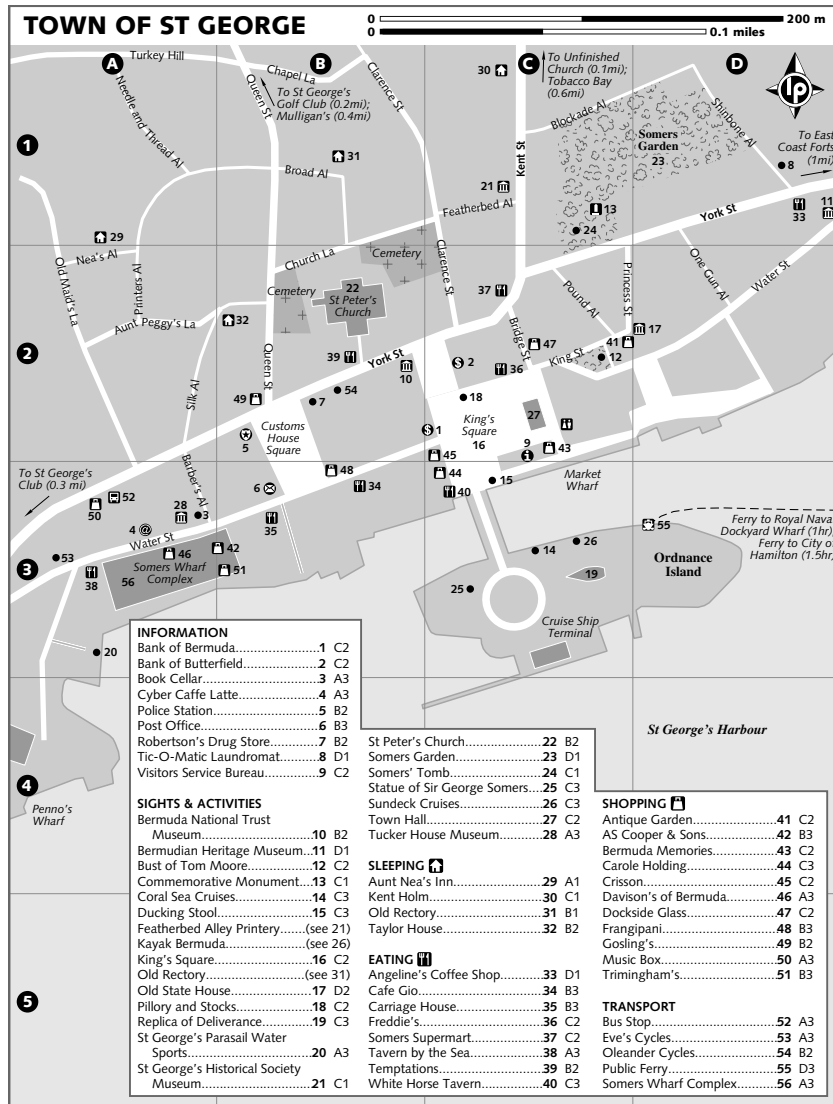 TOWN OF ST GEORGE
0 200 m
0 0.1 miles
A
B
C
D
1
2
3
4
5
lp
Turkey Hill
Chapel La
Needle and Thread Al
Queen St
To St George's
Golf Club (0.2mi);
Mulligan's (0.4mi)
Clarence St
30
To Unfinished
Church (0.1mi);
Tobacco Bay
(0.6mi)
Blockade Al
Shinbone Al
Kent St
Somers
Garden
23
To East
Coast Forts
(1mi)
8
31
Broad Al
21
Featherbed Al
13
24
York St
33
11
29
Nea's Al
Old Maid's La
Printers Al
Church La
Cemetery
Cemetery
Clarence St
22
St Peter's
Church
37
Pound Al
Princess St
One Gun Al
Water St
Aunt Peggy's La
32
Queen St
39
York St
10
2
Bridge St
47
36
King St
41
17
12
Silk Al
49
7
54
18
5
Customs
House
Square
1
King's
Square
16
27
9
43
45
44
40
15
Market
Wharf
48
34
To St George's
Club (0.3 mi)
52
50
Barber's Al
28
3
6
35
4
Water St
46
42
51
Somers Wharf
Complex
56
53
38
20
55
Ferry to Royal Naval
Dockyard Wharf (1hr);
Ferry to City of
Hamilton (1.5hr)
26
14
Ordnance
Island
19
25
Cruise Ship
Terminal
St George's Harbour
Penno's
Wharf
INFORMATION
Bank of Bermuda 1 C2
Bank of Butterfield 2 C2
Book Cellar 3 A3
Cyber Caffe Latte 4 A3
Police Station 5 B2
Post Office 6 B3
Robertson's Drug Store 7 B2
Tic-O-Matic Laundromat 8 D1
Visitors Service Bureau 9 C2
SIGHTS & ACTIVITIES
Bermuda National Trust
Museum 10 B2
Bermudian Heritage Museum 11 D1
Bust of Tom Moore 12 C2
Commemorative Monument 13 C1
Coral Sea Cruises 14 C3
Ducking Stool 15 C3
Featherbed Alley Printery (see 21)
Kayak Bermuda (see 26)
King's Square 16 C2
Old Rectory (see 31)
Old State House 17 D2
Pillory and Stocks 18 C2
Replica of Deliverance 19 C3
St George's Parasail Water
Sports 20 A3
St George's Historical Society
Museum 21 C1
St Peter's Church 22 B2
Somers Garden 23 D1
Somers' Tomb 24 C1
Statue of Sir George Somers 25 C3
Sundeck Cruises 26 C3
Town Hall 27 C2
Tucker House Museum 28 A3
SLEEPING
Aunt Nea's Inn 29 A1
Kent Holm 30 C1
Old Rectory 31 B1
Taylor House 32 B2
EATING
Angeline's Coffee Shop 33 D1
Cafe Gio 34 B3
Carriage House 35 B3
Freddie's 36 C2
Somers Supermart 37 C2
Tavern by the Sea 38 A3
Temptations 39 B2
White Horse Tavern 40 C3
SHOPPING
Antique Garden 41 C2
AS Cooper & Sons 42 B3
Bermuda Memories 43 C2
Carole Holding 44 C3
Crisson 45 C2
Davison's of Bermuda 46 A3
Dockside Glass 47 C2
Frangipani 48 B3
Gosling's 49 B2
Music Box 50 A3
Trimingham's 51 B3
TRANSPORT
Bus Stop 52 A3
Eve's Cycles 53 A3
Oleander Cycles 54 B2
Public Ferry 55 D3
Somers Wharf Complex 56 A3